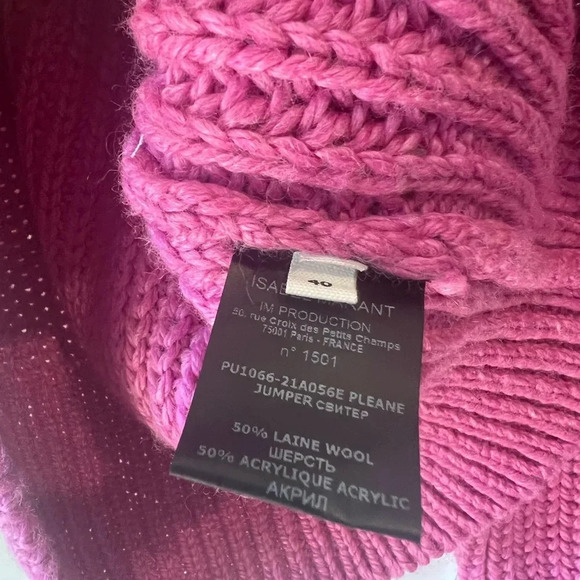 40
IM PRODUCTION
50, rue Croix des Petits Champs
75001 Paris - FRANCE
n° 1501
PU1066-21A056E PLEANE
JUMPER СВИТЕР
50% LAINE WOOL
ШЕРСТЬ
50% ACRYLIQUE ACRYLIC
АКРИЛ